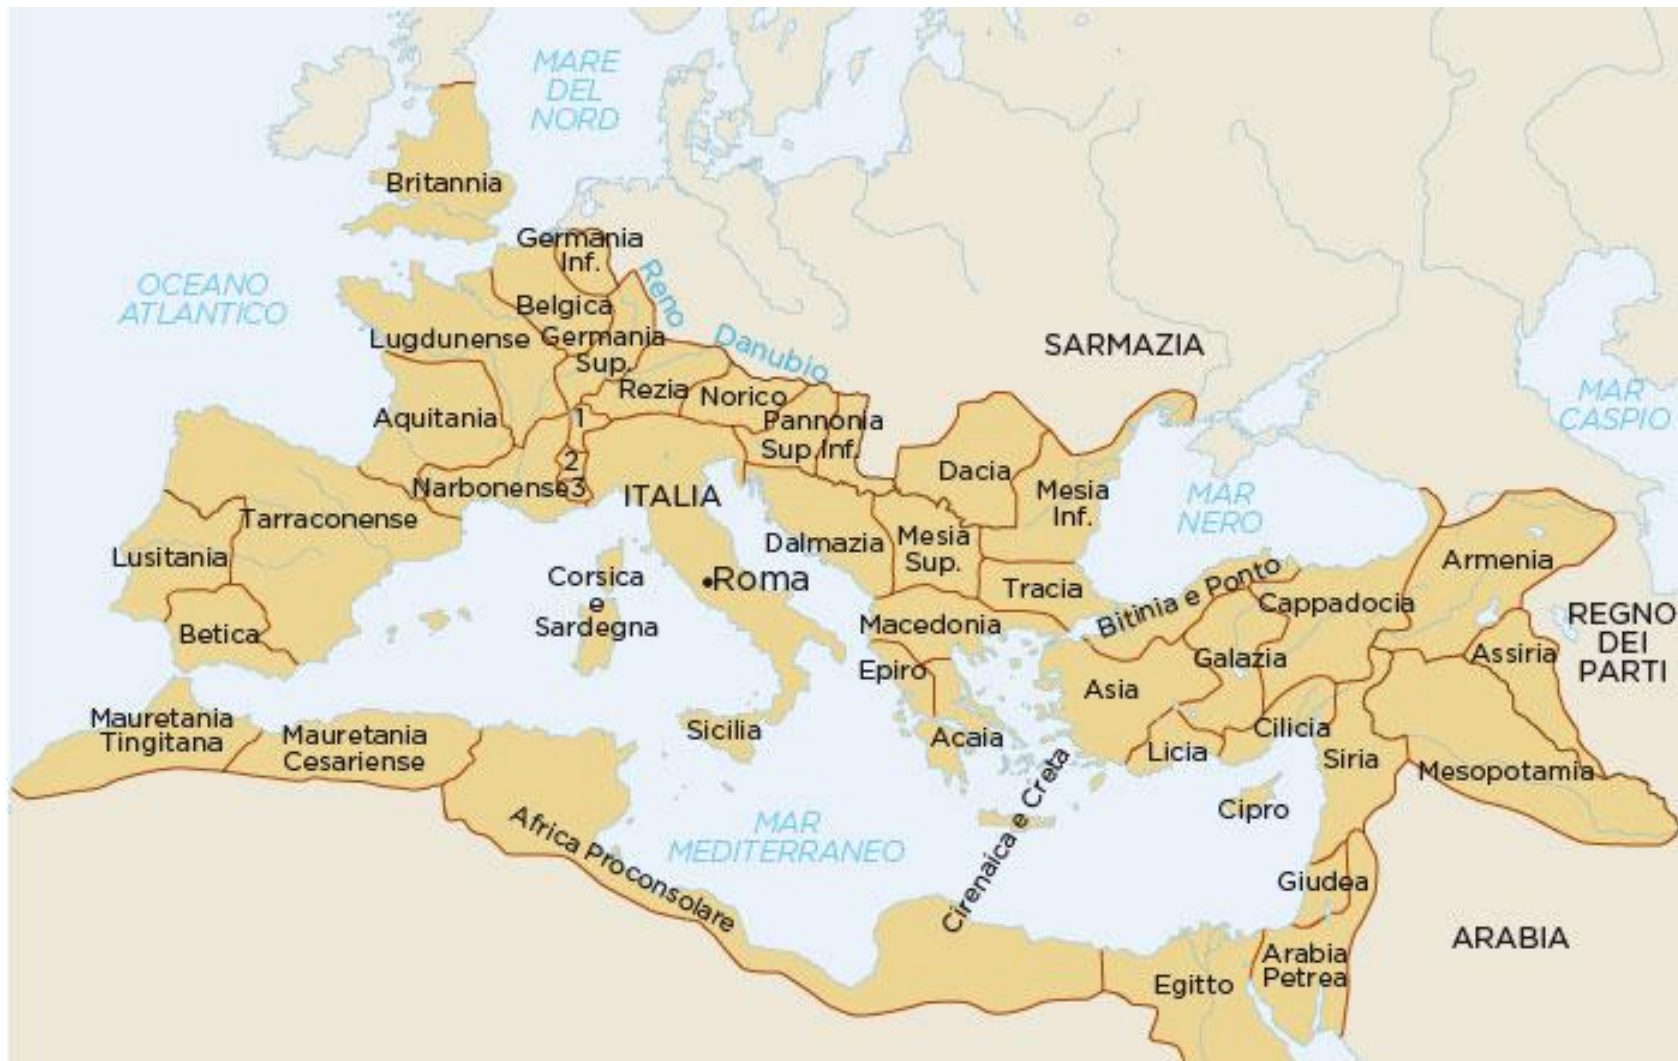 MARE
DEL
NORD
Britannia
Germania
Inf.
Reno
OCEANO
ATLANTICO
Belgica
Lugdunense
Germania
Sup.
Danubio
SARMAZIA
Rezia
Norico
MAR
CASPIO
Aquitania
1
Pannonia
Sup.
Inf.
2
Narbonense
3
ITALIA
Dacia
Mesia
Inf.
MAR
NERO
Tarraconense
Lusitania
Dalmazia
Mesia
Sup.
Armenia
Corsica
e
Sardegna
Roma
Tracia
Bitinia e Ponto
Cappadocia
REGNO
DEI
PARTI
Betica
Macedonia
Epiro
Galazia
Assiria
Asia
Mauretania
Tingitana
Mauretania
Cesariense
Sicilia
Acaia
Licia
Cilicia
Siria
Mesopotamia
Cipro
Africa Proconsolare
MAR
MEDITERRANEO
Cirenaica e Creta
Giudea
ARABIA
Egitto
Arabia
Petrea